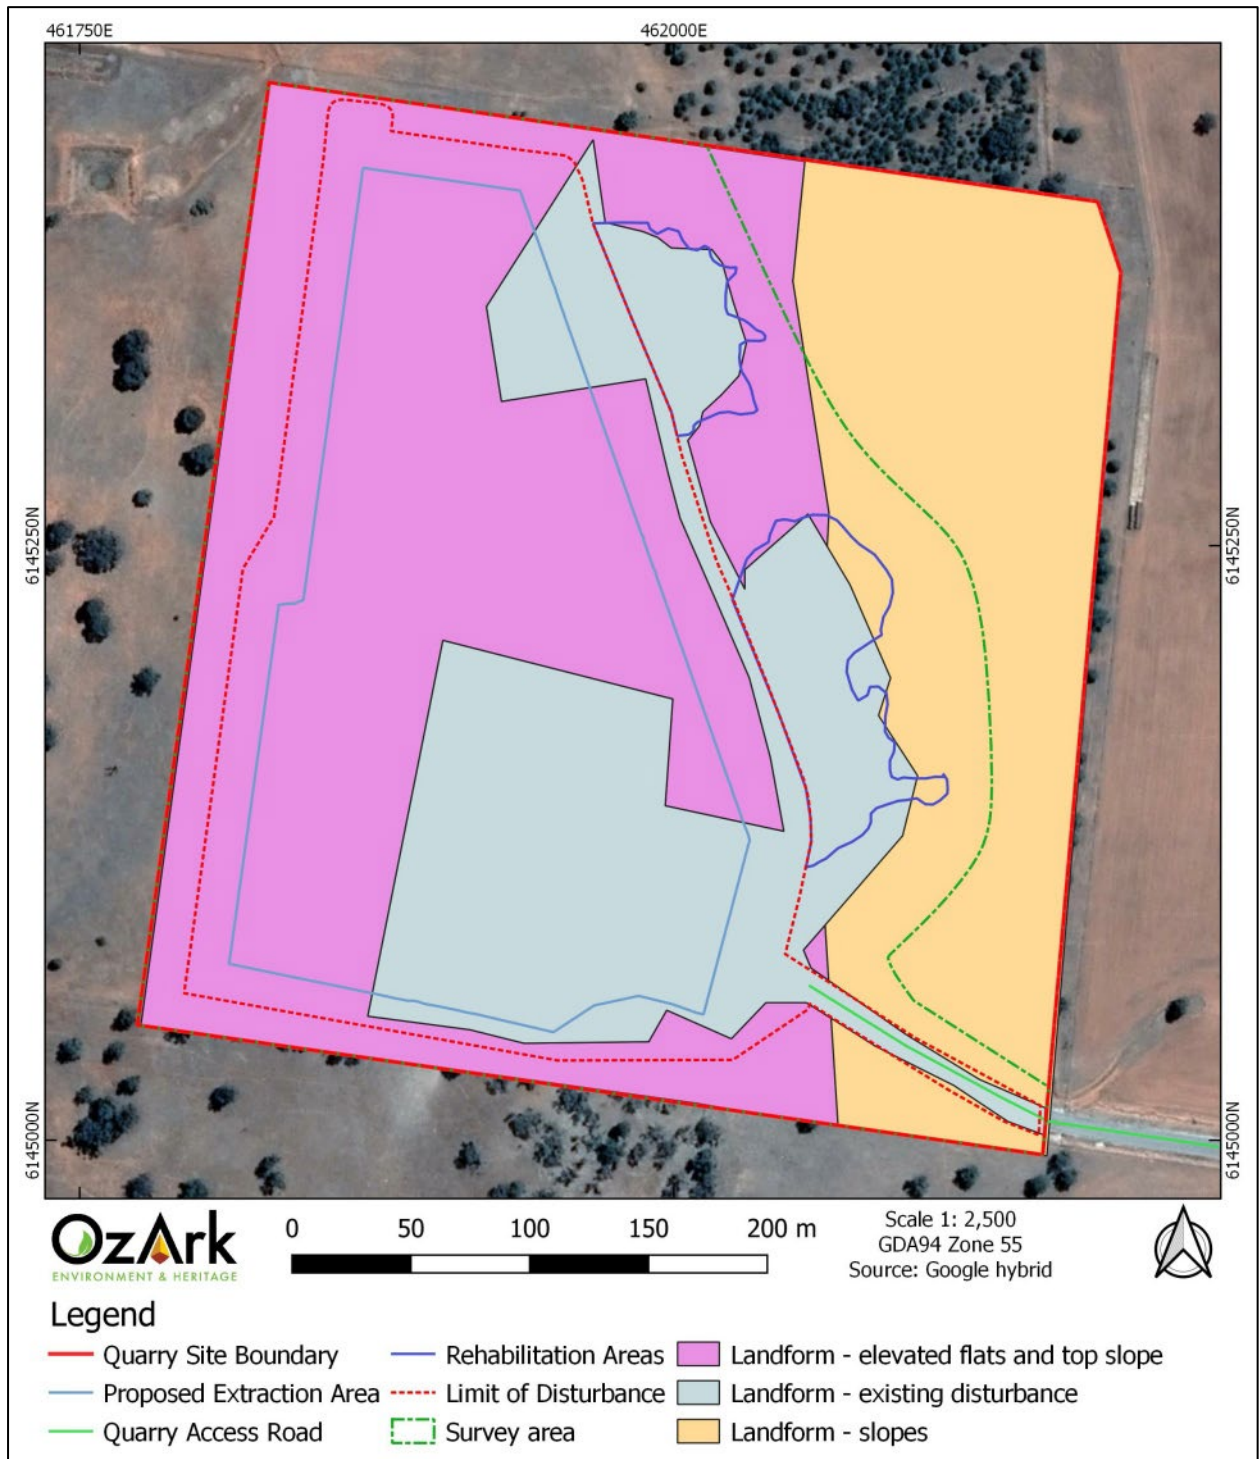 461750E
462000E
6145250N
6145250N
6145000N
6145000N
OzArk
ENVIRONMENT & HERITAGE
0 50 100 150 200 m
Scale 1: 2,500
GDA94 Zone 55
Source: Google hybrid
Legend
Quarry Site Boundary
Proposed Extraction Area
Quarry Access Road
Rehabilitation Areas
Limit of Disturbance
Survey area
Landform - elevated flats and top slope
Landform - existing disturbance
Landform - slopes